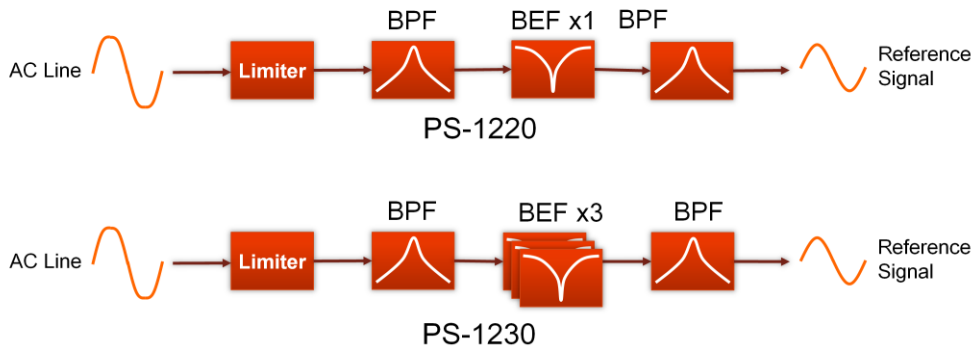 BPF BEF x1 BPF
AC Line Limiter Reference
Signal
PS-1220
BPF BEF x3 BPF
AC Line Limiter Reference
Signal
PS-1230